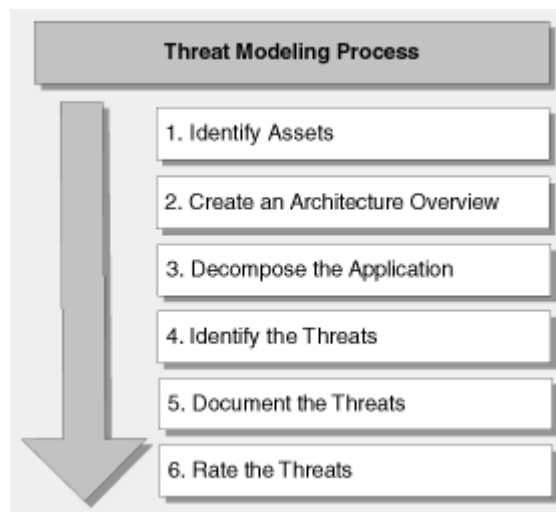 Threat Modeling Process
1. Identify Assets
2. Create an Architecture Overview
3. Decompose the Application
4. Identify the Threats
5. Document the Threats
6. Rate the Threats